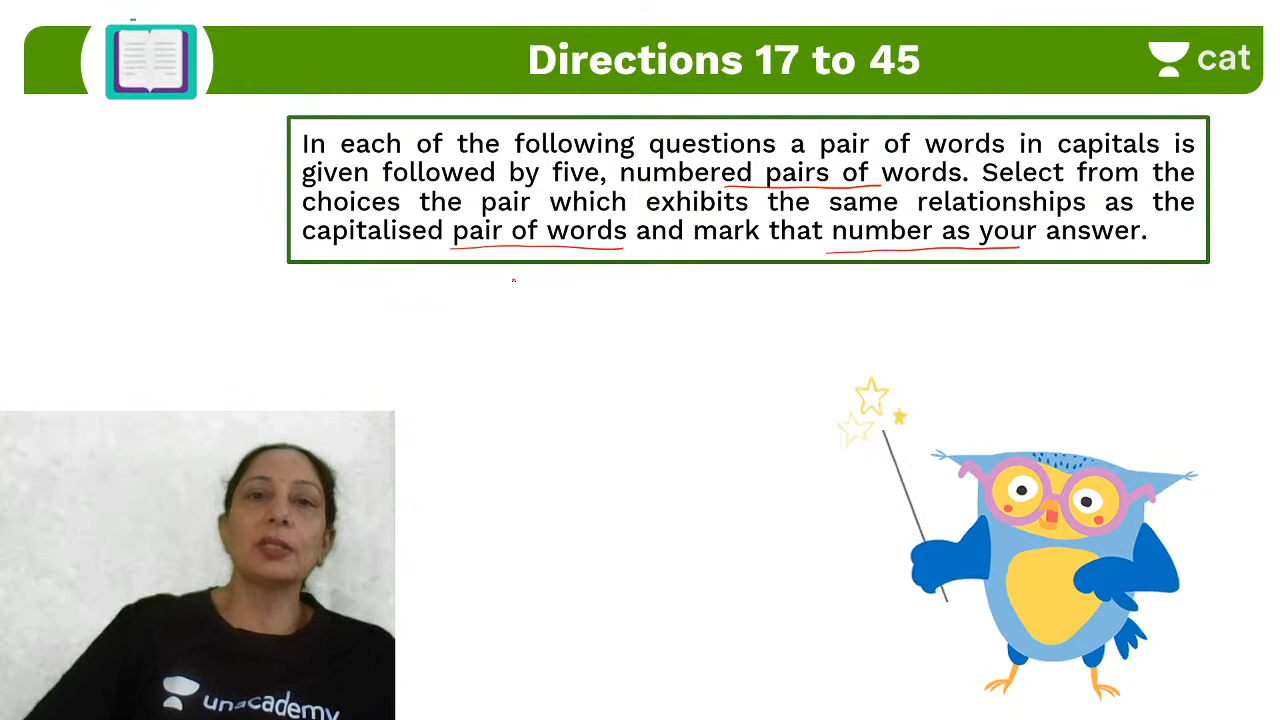 Directions 17 to 45
cat
In each of the following questions a pair of words in capitals is
given followed by five, numbered pairs of words. Select from the
choices the pair which exhibits the same relationships as the
capitalised pair of words and mark that number as your answer.
unacademy